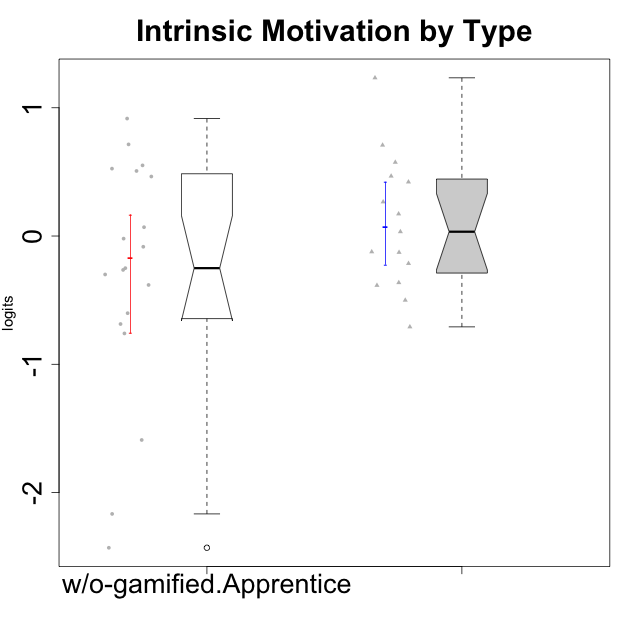 Intrinsic Motivation by Type
1
0
-1
-2
logits
w/o-gamified.Apprentice